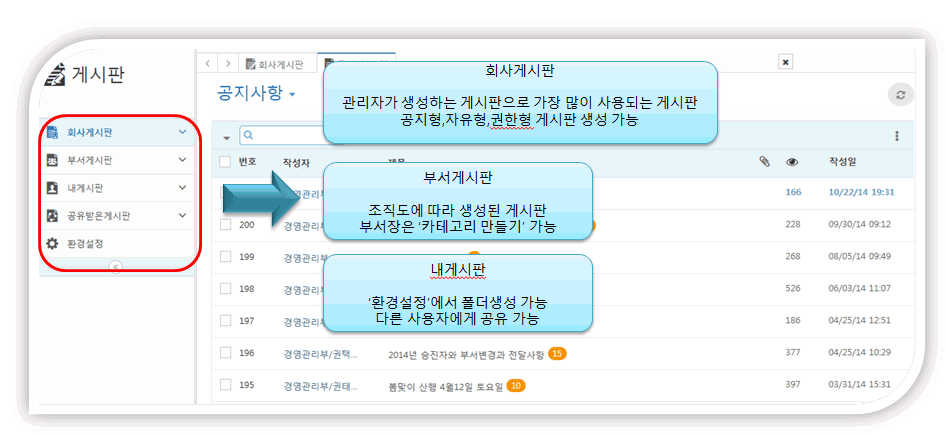 게시판
회사게시판
부서게시판
내게시판
공유받은게시판
환경설정
회사게시판
공지사항
번호 작성자 작성일
회사게시판
관리자가 생성하는 게시판으로 가장 많이 사용되는 게시판
공지형,자유형,권한형 게시판 생성 가능
부서게시판
조직도에 따라 생성된 게시판
부서장은 '카테고리 만들기' 가능
내게시판
'환경설정'에서 폴더생성 가능
다른 사용자에게 공유 가능
경영관리부 166 10/22/14 19:31
200 경영관리부 228 09/30/14 09:12
199 경영관리부 268 08/05/14 09:49
198 경영관리부 526 06/03/14 11:07
197 경영관리부 186 04/25/14 12:51
196 경영관리부/권택... 2014년 승진자와 부서변경과 전달사항 15 377 04/25/14 10:29
195 경영관리부/권태... 봄맞이 산행 4월12일 토요일 10 397 03/31/14 15:31